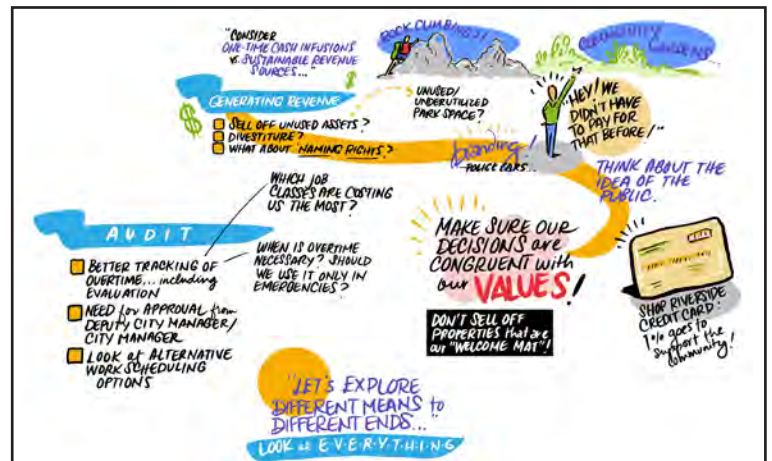 "CONSIDER
ONE-TIME CASH INFUSIONS
vs. SUSTAINABLE REVENUE
SOURCES..."
ROCK CLIMBING?!
COMMUNITY GARDENS
GENERATING REVENUE
$
$
SELL OFF UNUSED ASSETS?
DIVESTITURE?
WHAT ABOUT NAMING RIGHTS?
UNUSED/
UNDERUTILIZED
PARK SPACE?
branding!
POLICE CARS...
"HEY! WE
DIDN'T HAVE
TO PAY FOR
THAT BEFORE!"
THINK ABOUT THE
IDEA OF THE
PUBLIC.
WHICH JOB
CLASSES ARE COSTING
US THE MOST?
AUDIT
BETTER TRACKING OF
OVERTIME... including
EVALUATION
NEED for APPROVAL from
DEPUTY CITY MANAGER/
CITY MANAGER
LOOK at ALTERNATIVE
WORK SCHEDULING
OPTIONS
WHEN IS OVERTIME
NECESSARY? SHOULD
WE USE IT ONLY IN
EMERGENCIES?
MAKE SURE OUR
DECISIONS are
CONGRUENT with
our VALUES!
DON'T SELL OFF
PROPERTIES that are
our "WELCOME MAT"!
SHOP RIVERSIDE
CREDIT CARD:
1% goes to
support the
community!
"LET'S EXPLORE
DIFFERENT MEANS to
DIFFERENT ENDS..."
LOOK at E·V·E·R·Y·T·H·I·N·G